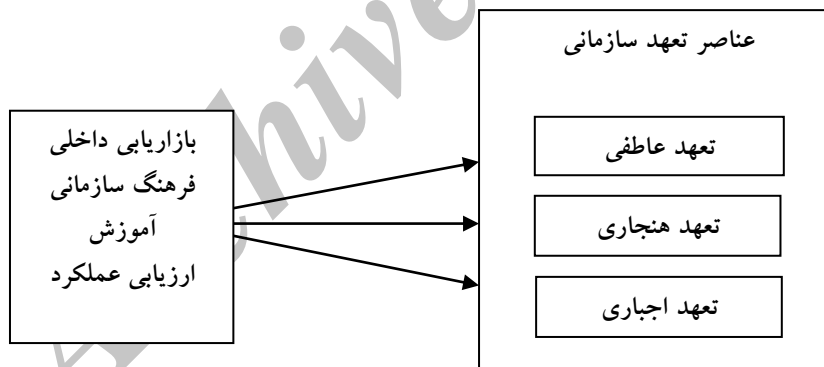 عناصر تعهد سازمانی
بازاریابی داخلی
فرهنگ سازمانی
آموزش
ارزیابی عملکرد
تعهد عاطفی
تعهد هنجاری
تعهد اجباری